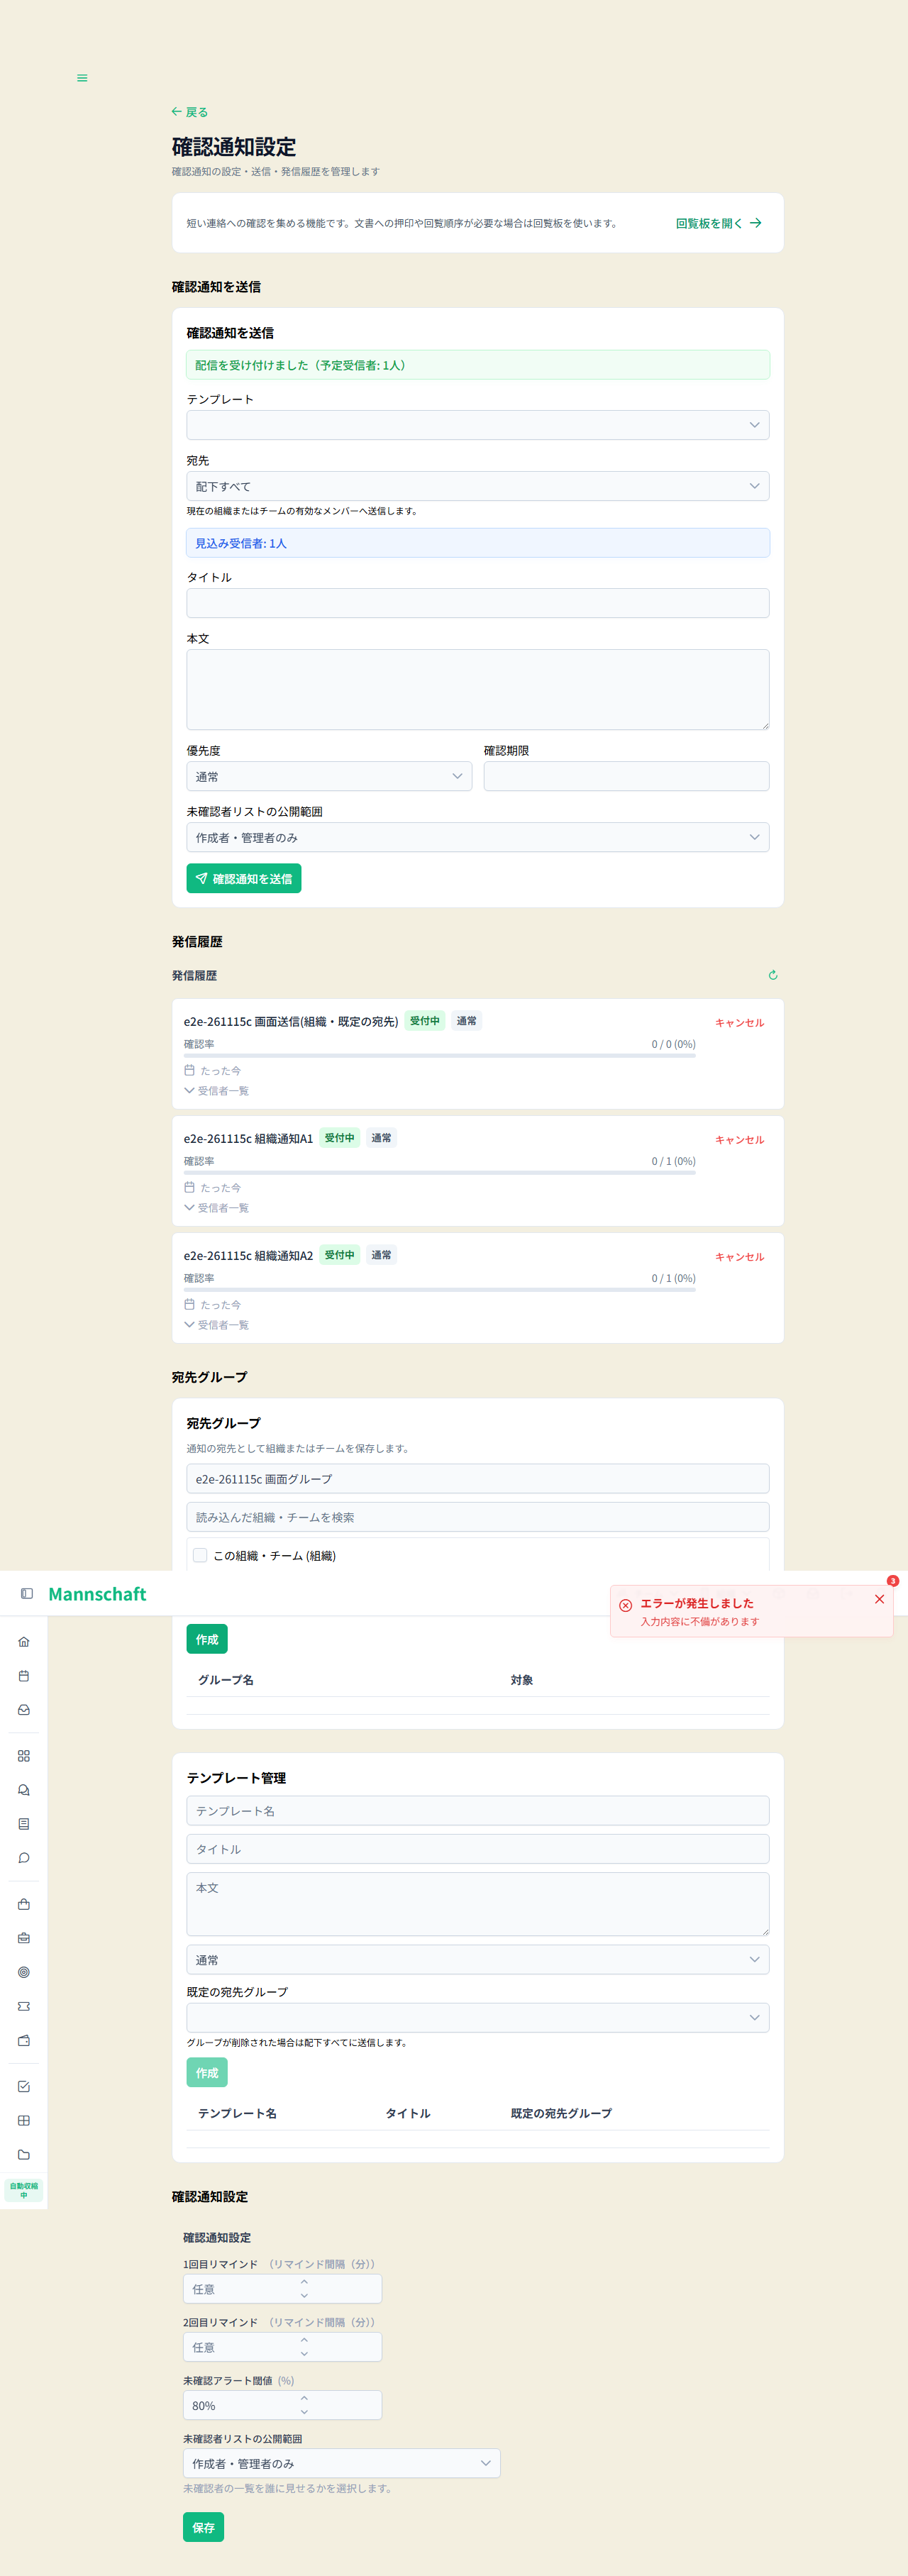 戻る
確認通知設定
確認通知の設定・送信・発信履歴を管理します
短い連絡への確認を集める機能です。文書への押印や回覧順序が必要な場合は回覧板を使います。
回覧板を開く
確認通知を送信
確認通知を送信
配信を受け付けました（予定受信者: 1人）
テンプレート
宛先
配下すべて
現在の組織またはチームの有効なメンバーへ送信します。
見込み受信者: 1人
タイトル
本文
優先度
確認期限
通常
未確認者リストの公開範囲
作成者・管理者のみ
確認通知を送信
発信履歴
発信履歴
e2e-261115c 画面送信(組織・既定の宛先) 受付中 通常
キャンセル
確認率 0 / 0 (0%)
たった今
受信者一覧
e2e-261115c 組織通知A1 受付中 通常
キャンセル
確認率 0 / 1 (0%)
たった今
受信者一覧
e2e-261115c 組織通知A2 受付中 通常
キャンセル
確認率 0 / 1 (0%)
たった今
受信者一覧
宛先グループ
宛先グループ
通知の宛先として組織またはチームを保存します。
e2e-261115c 画面グループ
読み込んだ組織・チームを検索
この組織・チーム (組織)
Mannschaft
3
エラーが発生しました
入力内容に不備があります
作成
グループ名 対象
テンプレート管理
テンプレート名
タイトル
本文
通常
既定の宛先グループ
グループが削除された場合は配下すべてに送信します。
作成
テンプレート名 タイトル 既定の宛先グループ
自動収縮
中
確認通知設定
確認通知設定
1回目リマインド （リマインド間隔（分））
任意
2回目リマインド （リマインド間隔（分））
任意
未確認アラート閾値 (%)
80%
未確認者リストの公開範囲
作成者・管理者のみ
未確認者の一覧を誰に見せるかを選択します。
保存